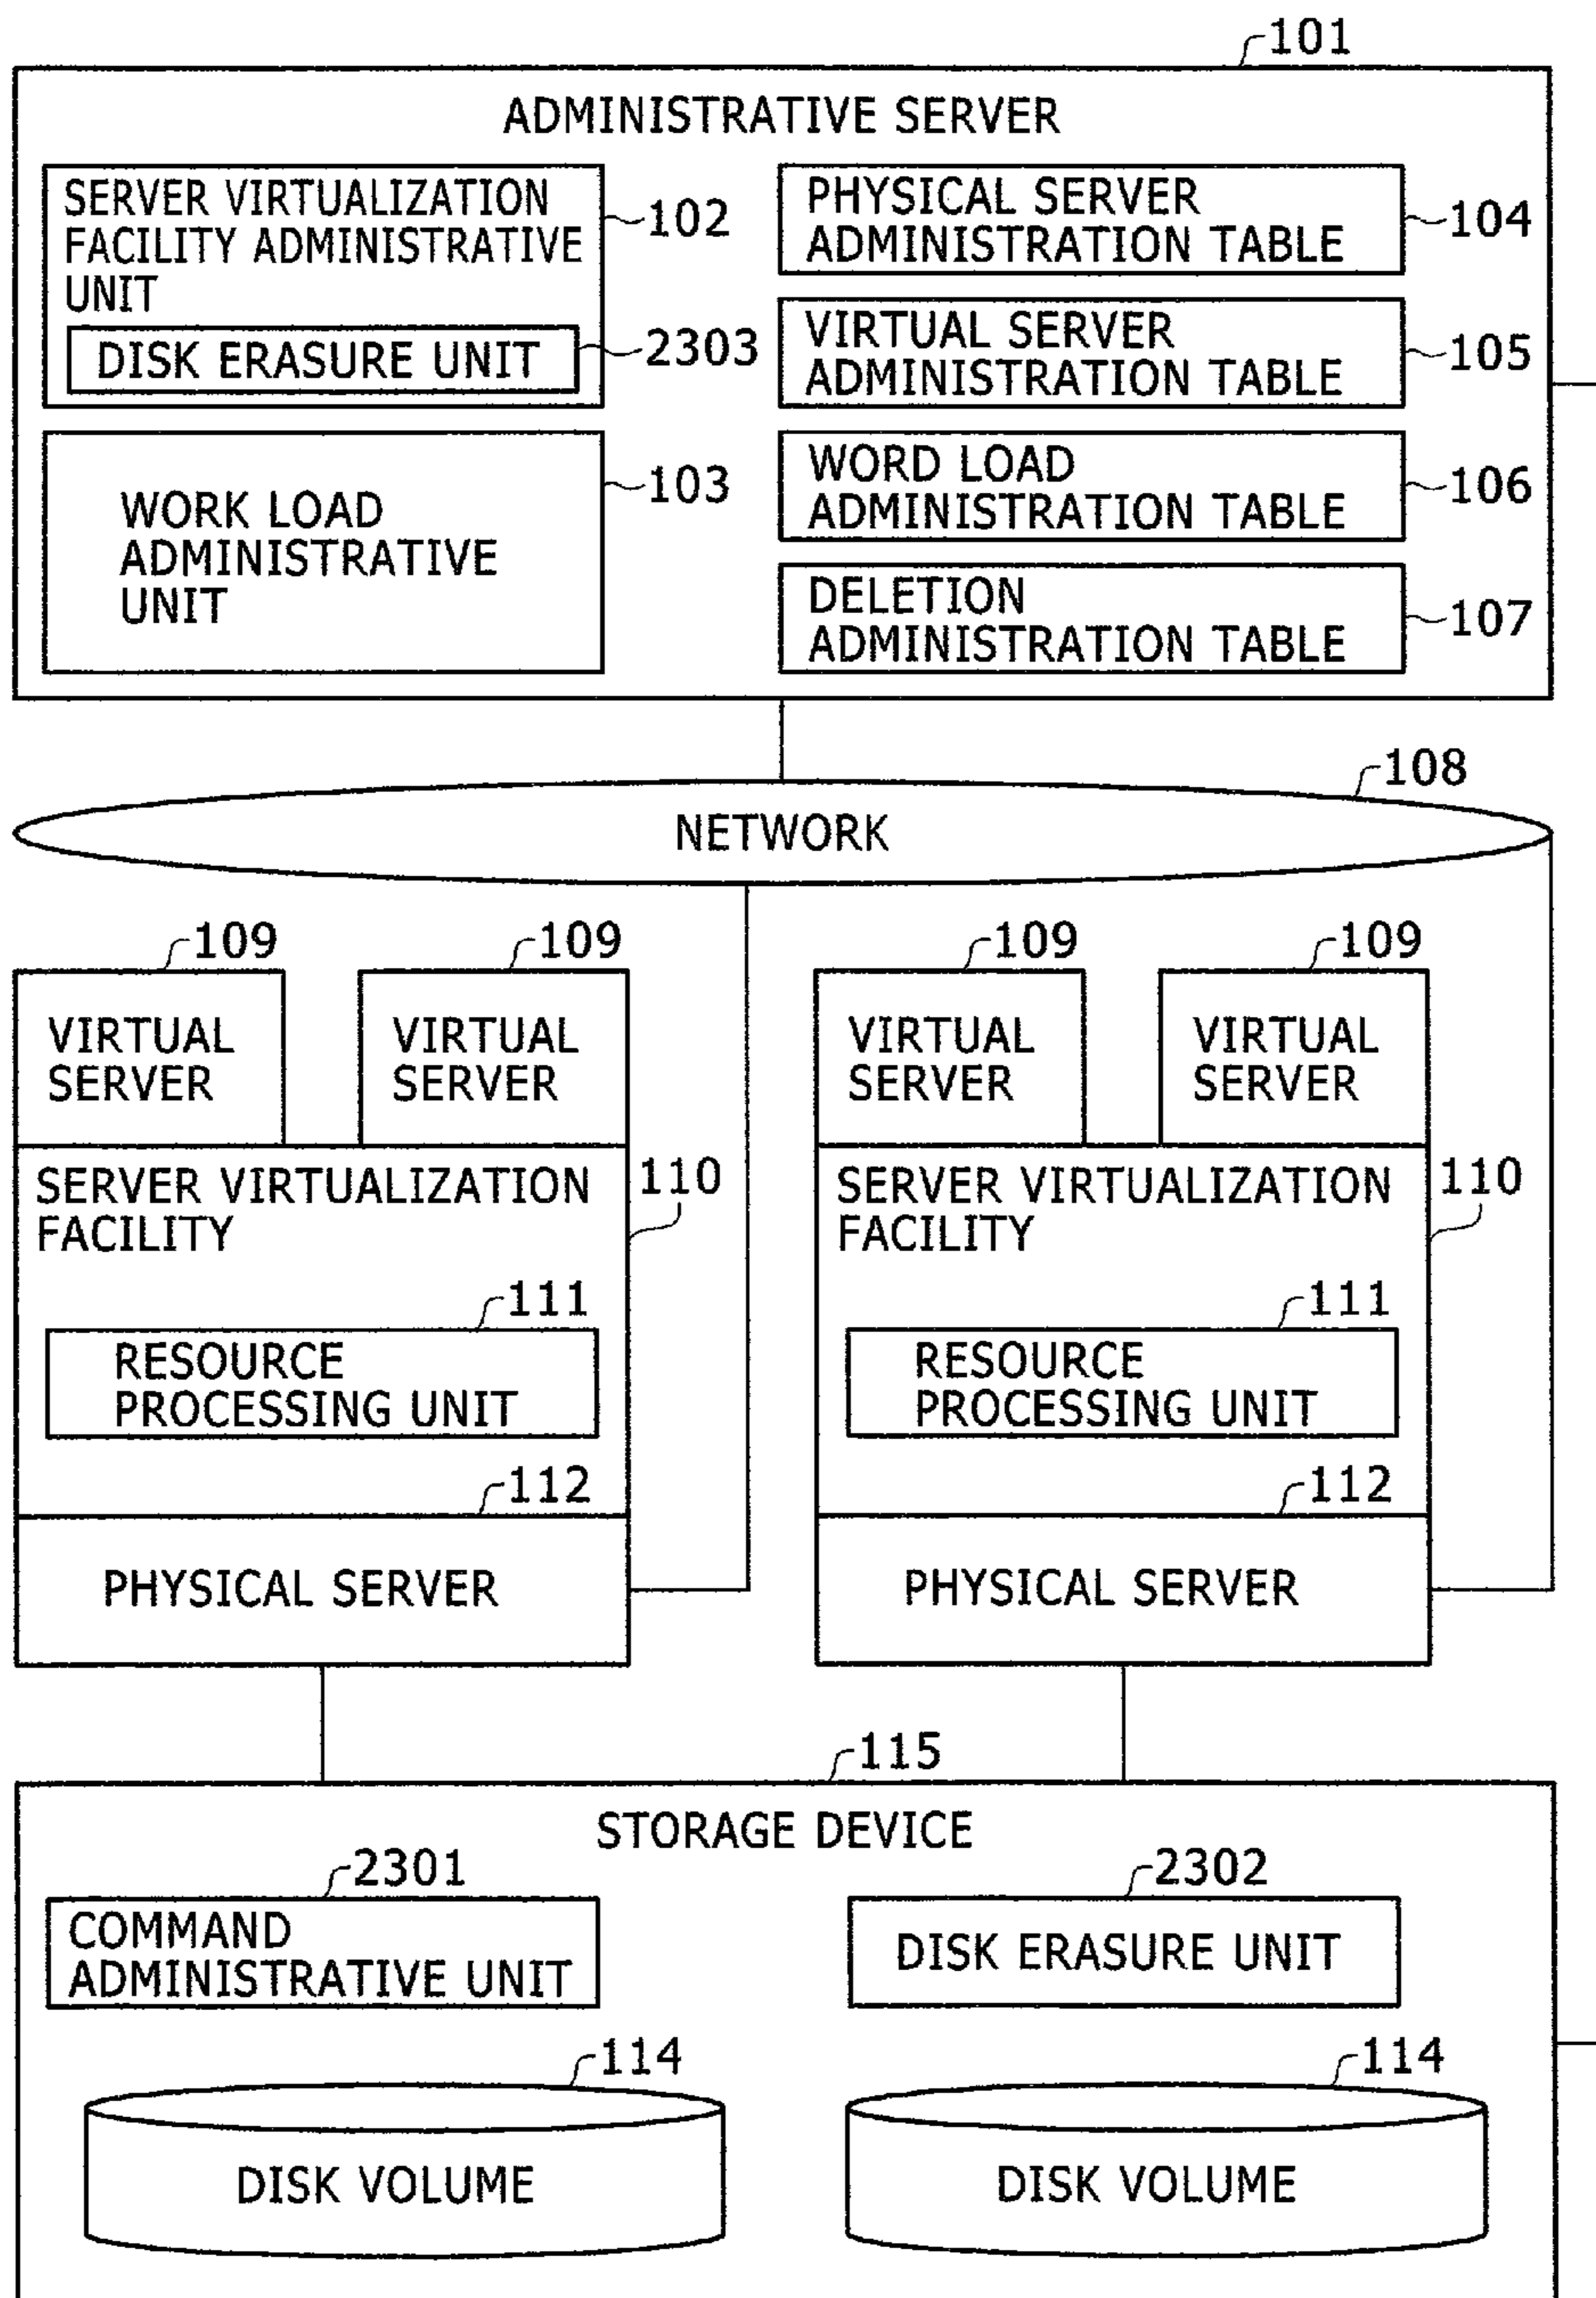 101
ADMINISTRATIVE SERVER
SERVER VIRTUALIZATION
FACILITY ADMINISTRATIVE
UNIT
102
DISK ERASURE UNIT
2303
WORK LOAD
ADMINISTRATIVE
UNIT
103
PHYSICAL SERVER
ADMINISTRATION TABLE
104
VIRTUAL SERVER
ADMINISTRATION TABLE
105
WORD LOAD
ADMINISTRATION TABLE
106
DELETION
ADMINISTRATION TABLE
107
108
NETWORK
109
VIRTUAL
SERVER
109
VIRTUAL
SERVER
SERVER VIRTUALIZATION
FACILITY
110
111
RESOURCE
PROCESSING UNIT
112
PHYSICAL SERVER
109
VIRTUAL
SERVER
109
VIRTUAL
SERVER
SERVER VIRTUALIZATION
FACILITY
110
111
RESOURCE
PROCESSING UNIT
112
PHYSICAL SERVER
115
STORAGE DEVICE
2301
COMMAND
ADMINISTRATIVE UNIT
2302
DISK ERASURE UNIT
114
DISK VOLUME
114
DISK VOLUME